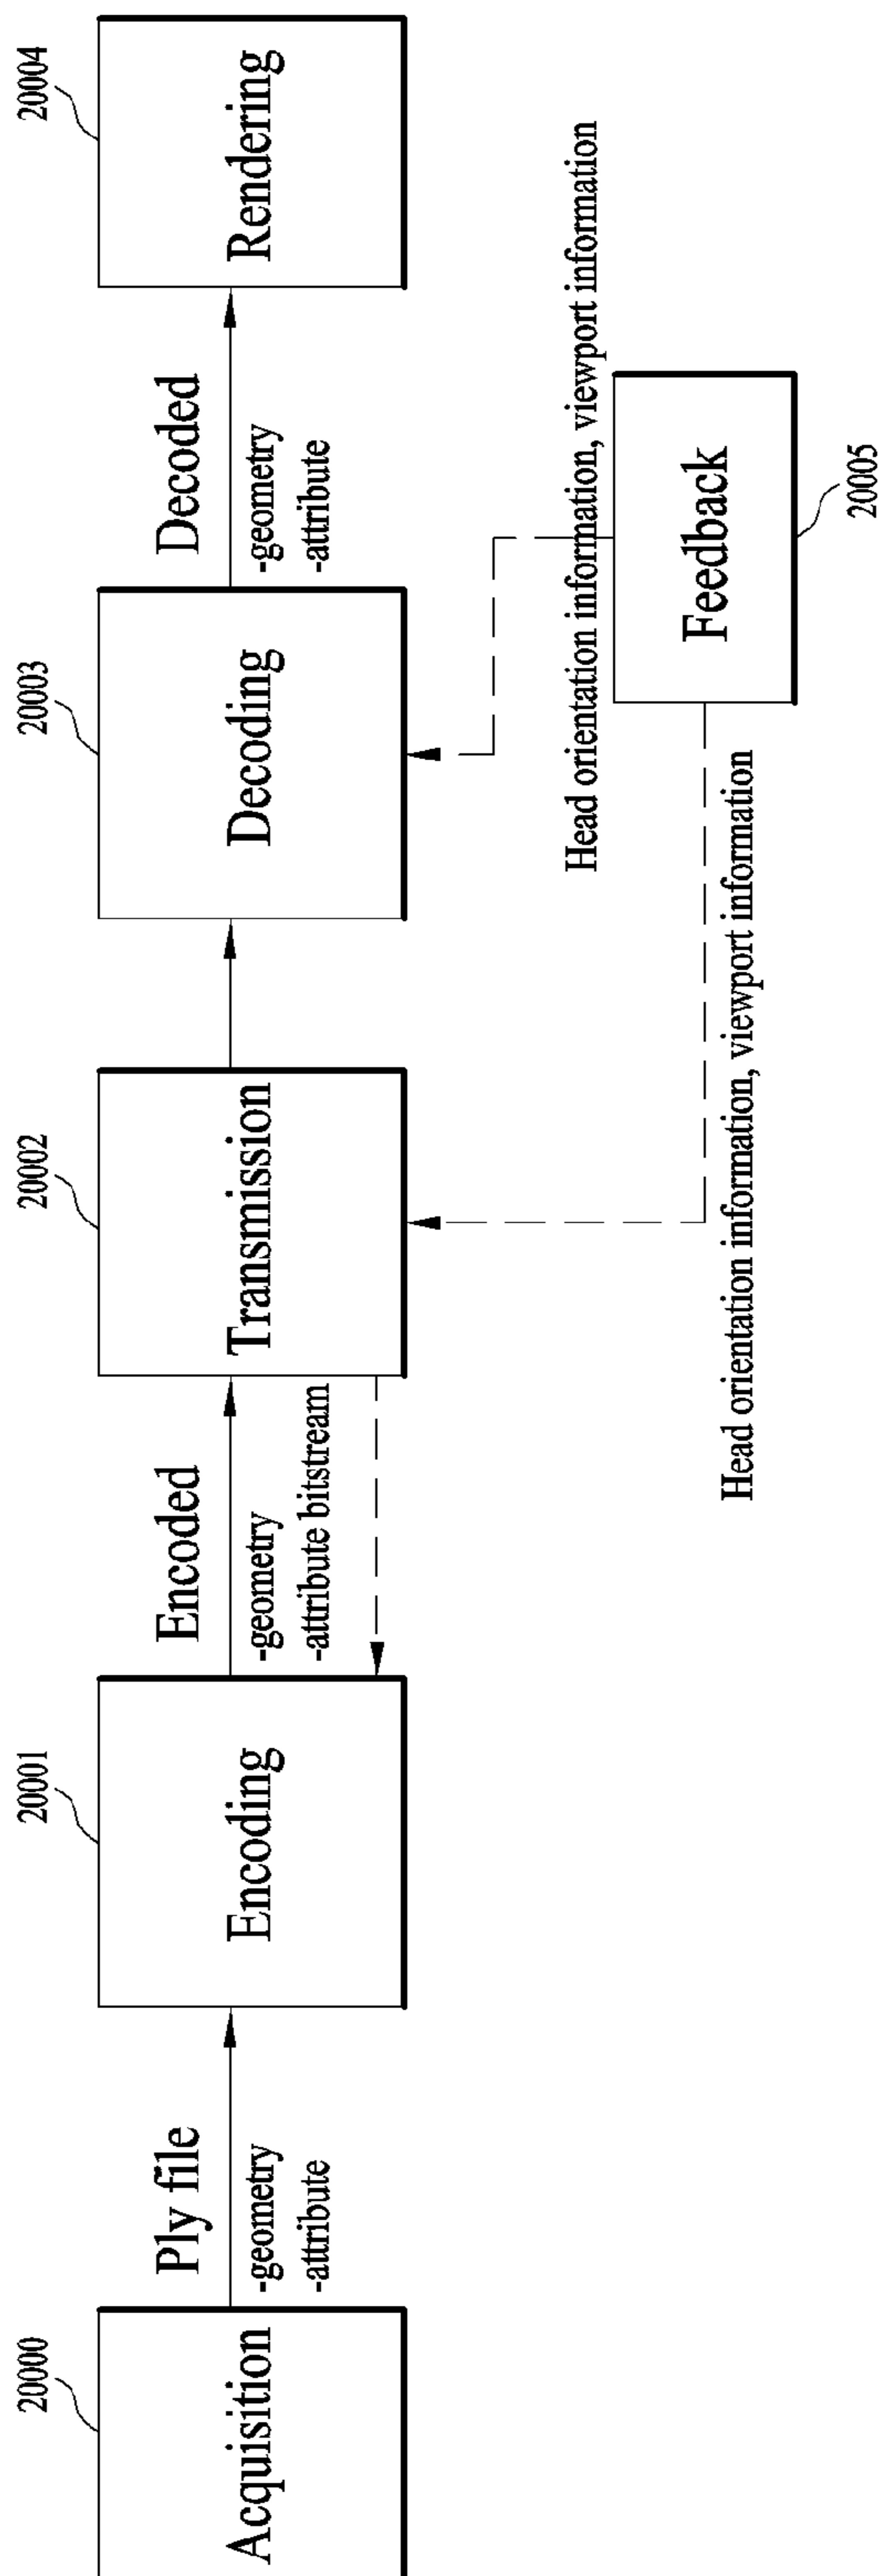 20000
Acquisition
Ply file
-geometry
-attribute
20001
Encoding
Encoded
-geometry
-attribute bitstream
20002
Transmission
20003
Decoding
Decoded
-geometry
-attribute
20004
Rendering
Head orientation information, viewport information
Feedback
20005
Head orientation information, viewport information